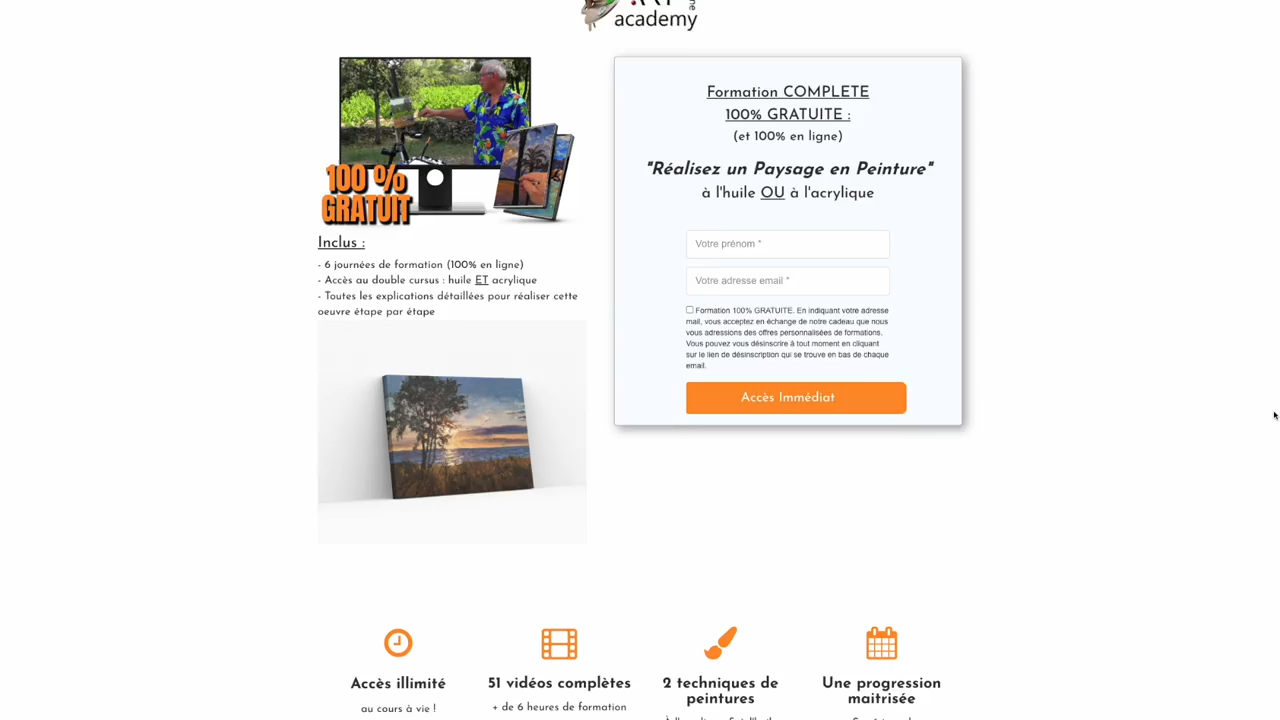 academy
Formation COMPLETE
100% GRATUITE :
(et 100% en ligne)
"Réalisez un Paysage en Peinture"
à l'huile OU à l'acrylique
Votre prénom *
Votre adresse email *
Formation 100% GRATUITE. En indiquant votre adresse
mail, vous acceptez en échange de notre cadeau que nous
vous adressions des offres personnalisées de formations.
Vous pouvez vous désinscrire à tout moment en cliquant
sur le lien de désinscription qui se trouve en bas de chaque
email.
Accès Immédiat
100 %
GRATUIT
Inclus :
- 6 journées de formation (100% en ligne)
- Accès au double cursus : huile ET acrylique
- Toutes les explications détaillées pour réaliser cette
oeuvre étape par étape
Accès illimité
au cours à vie !
51 vidéos complètes
+ de 6 heures de formation
2 techniques de
peintures
Une progression
maitrisée